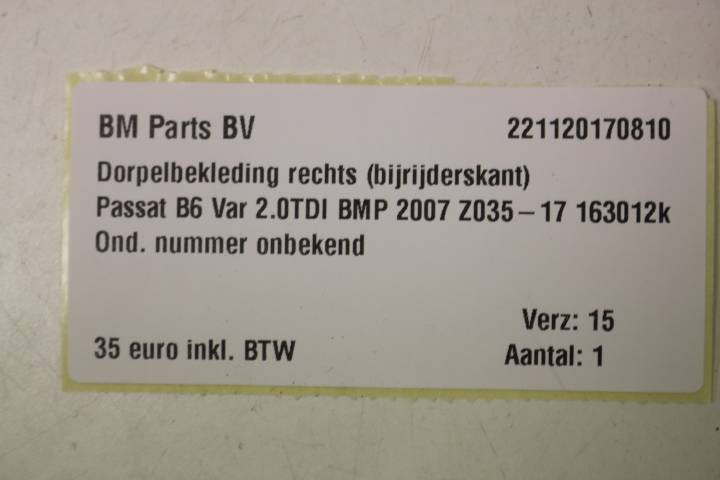 BM Parts BV 221120170810
Dorpelbekleding rechts (bijrijderskant)
Passat B6 Var 2.0TDI BMP 2007 Z035-17 163012k
Ond. nummer onbekend
Verz: 15
35 euro inkl. BTW Aantal: 1